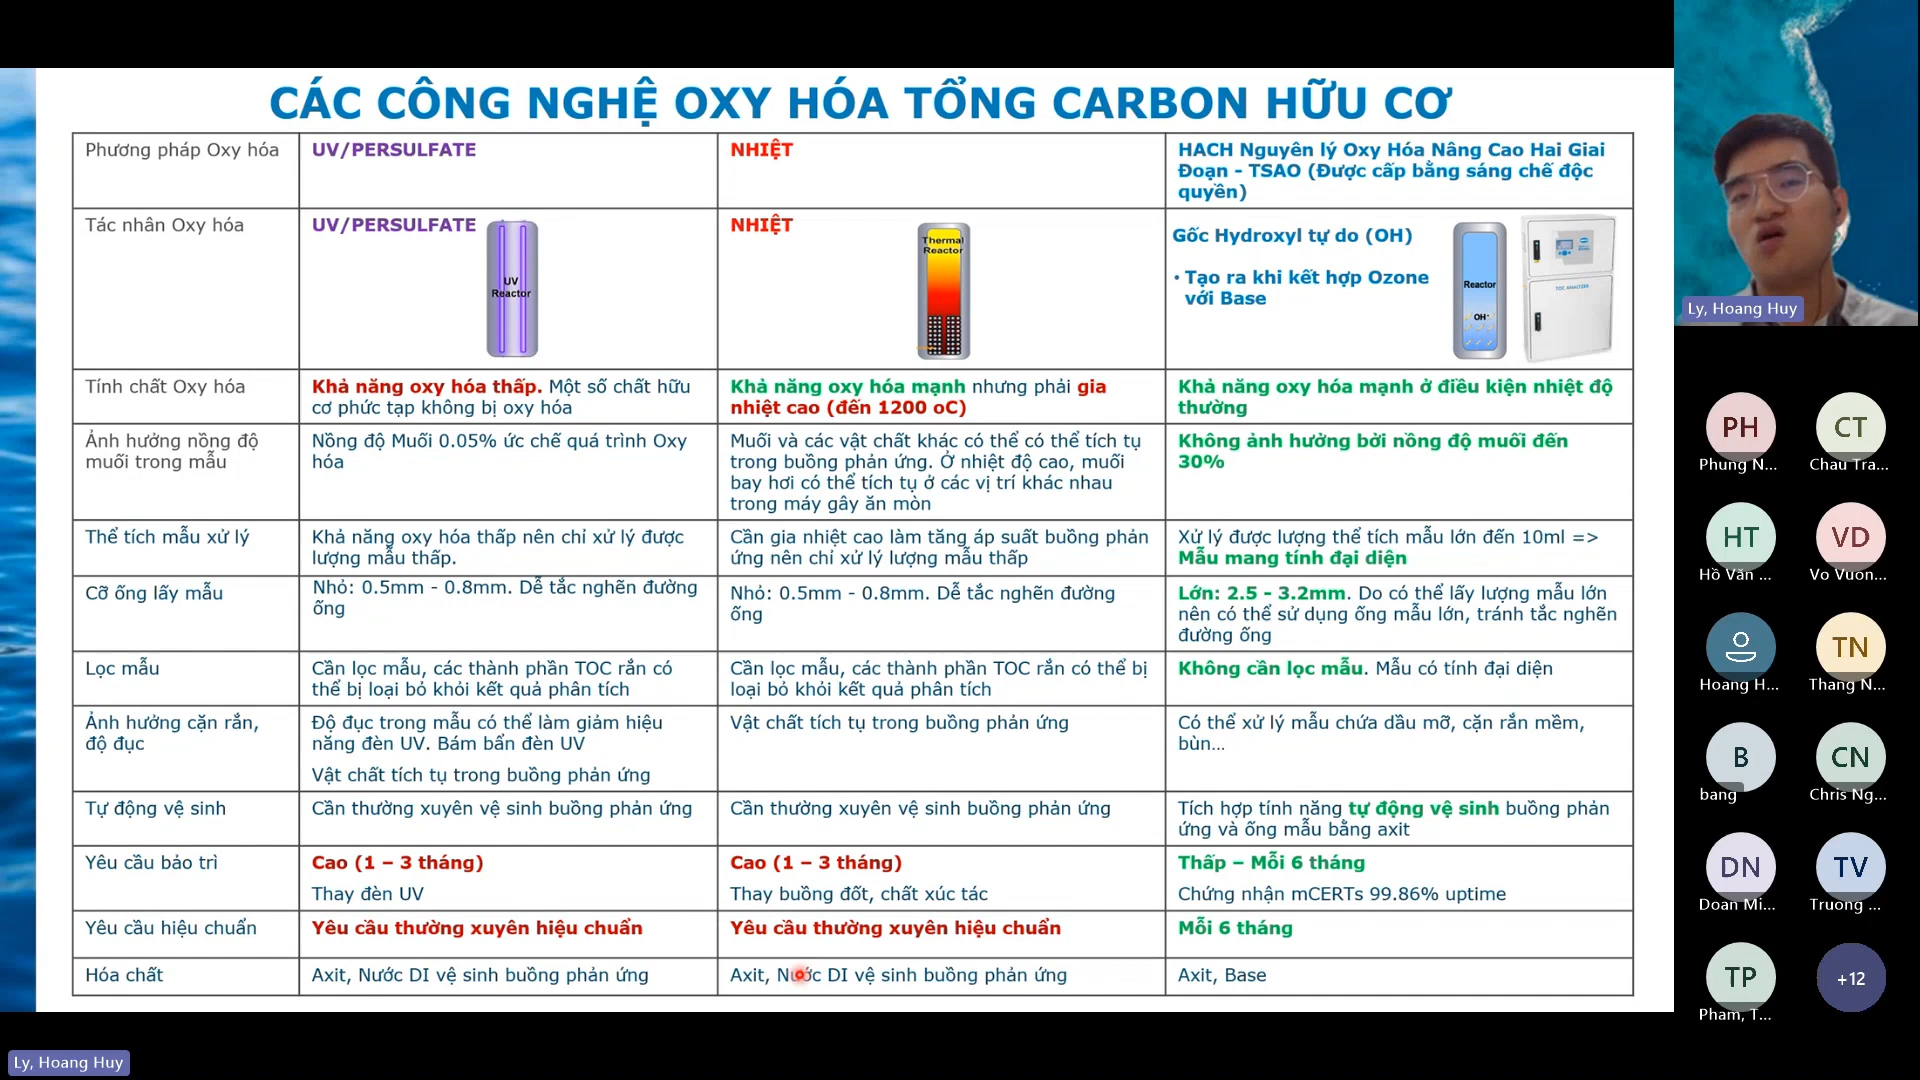 CÁC CÔNG NGHỆ OXY HÓA TỔNG CARBON HỮU CƠ
Phương pháp Oxy hóa
UV/PERSULFATE
NHIỆT
HACH Nguyên lý Oxy Hóa Nâng Cao Hai Giai
Đoạn - TSAO (Được cấp bằng sáng chế độc
quyền)
Tác nhân Oxy hóa
UV/PERSULFATE
UV
Reactor
NHIỆT
Thermal
Reactor
Gốc Hydroxyl tự do (OH)
• Tạo ra khi kết hợp Ozone
với Base
Reactor
OH
TOC ANALYZER
Tính chất Oxy hóa
Khả năng oxy hóa thấp. Một số chất hữu
cơ phức tạp không bị oxy hóa
Khả năng oxy hóa mạnh nhưng phải gia
nhiệt cao (đến 1200 oC)
Khả năng oxy hóa mạnh ở điều kiện nhiệt độ
thường
Ảnh hưởng nồng độ
muối trong mẫu
Nồng độ Muối 0.05% ức chế quá trình Oxy
hóa
Muối và các vật chất khác có thể có thể tích tụ
trong buồng phản ứng. Ở nhiệt độ cao, muối
bay hơi có thể tích tụ ở các vị trí khác nhau
trong máy gây ăn mòn
Không ảnh hưởng bởi nồng độ muối đến
30%
Thể tích mẫu xử lý
Khả năng oxy hóa thấp nên chỉ xử lý được
lượng mẫu thấp.
Cần gia nhiệt cao làm tăng áp suất buồng phản
ứng nên chỉ xử lý lượng mẫu thấp
Xử lý được lượng thể tích mẫu lớn đến 10ml =>
Mẫu mang tính đại diện
Cỡ ống lấy mẫu
Nhỏ: 0.5mm - 0.8mm. Dễ tắc nghẽn đường
ống
Nhỏ: 0.5mm - 0.8mm. Dễ tắc nghẽn đường
ống
Lớn: 2.5 - 3.2mm. Do có thể lấy lượng mẫu lớn
nên có thể sử dụng ống mẫu lớn, tránh tắc nghẽn
đường ống
Lọc mẫu
Cần lọc mẫu, các thành phần TOC rắn có
thể bị loại bỏ khỏi kết quả phân tích
Cần lọc mẫu, các thành phần TOC rắn có thể bị
loại bỏ khỏi kết quả phân tích
Không cần lọc mẫu. Mẫu có tính đại diện
Ảnh hưởng cặn rắn,
độ đục
Độ đục trong mẫu có thể làm giảm hiệu
năng đèn UV. Bám bẩn đèn UV
Vật chất tích tụ trong buồng phản ứng
Vật chất tích tụ trong buồng phản ứng
Có thể xử lý mẫu chứa dầu mỡ, cặn rắn mềm,
bùn...
Tự động vệ sinh
Cần thường xuyên vệ sinh buồng phản ứng
Cần thường xuyên vệ sinh buồng phản ứng
Tích hợp tính năng tự động vệ sinh buồng phản
ứng và ống mẫu bằng axit
Yêu cầu bảo trì
Cao (1 – 3 tháng)
Thay đèn UV
Cao (1 – 3 tháng)
Thay buồng đốt, chất xúc tác
Thấp – Mỗi 6 tháng
Chứng nhận mCERTs 99.86% uptime
Yêu cầu hiệu chuẩn
Yêu cầu thường xuyên hiệu chuẩn
Yêu cầu thường xuyên hiệu chuẩn
Mỗi 6 tháng
Hóa chất
Axit, Nước DI vệ sinh buồng phản ứng
Axit, Nước DI vệ sinh buồng phản ứng
Axit, Base
Ly, Hoang Huy
PH
Phung N...
CT
Chau Tra...
HT
Hồ Văn ...
VD
Vo Vuon...
Hoang H...
TN
Thang N...
B
bang
CN
Chris Ng...
DN
Doan Mi...
TV
Truong ...
TP
Pham, T...
+12
Ly, Hoang Huy